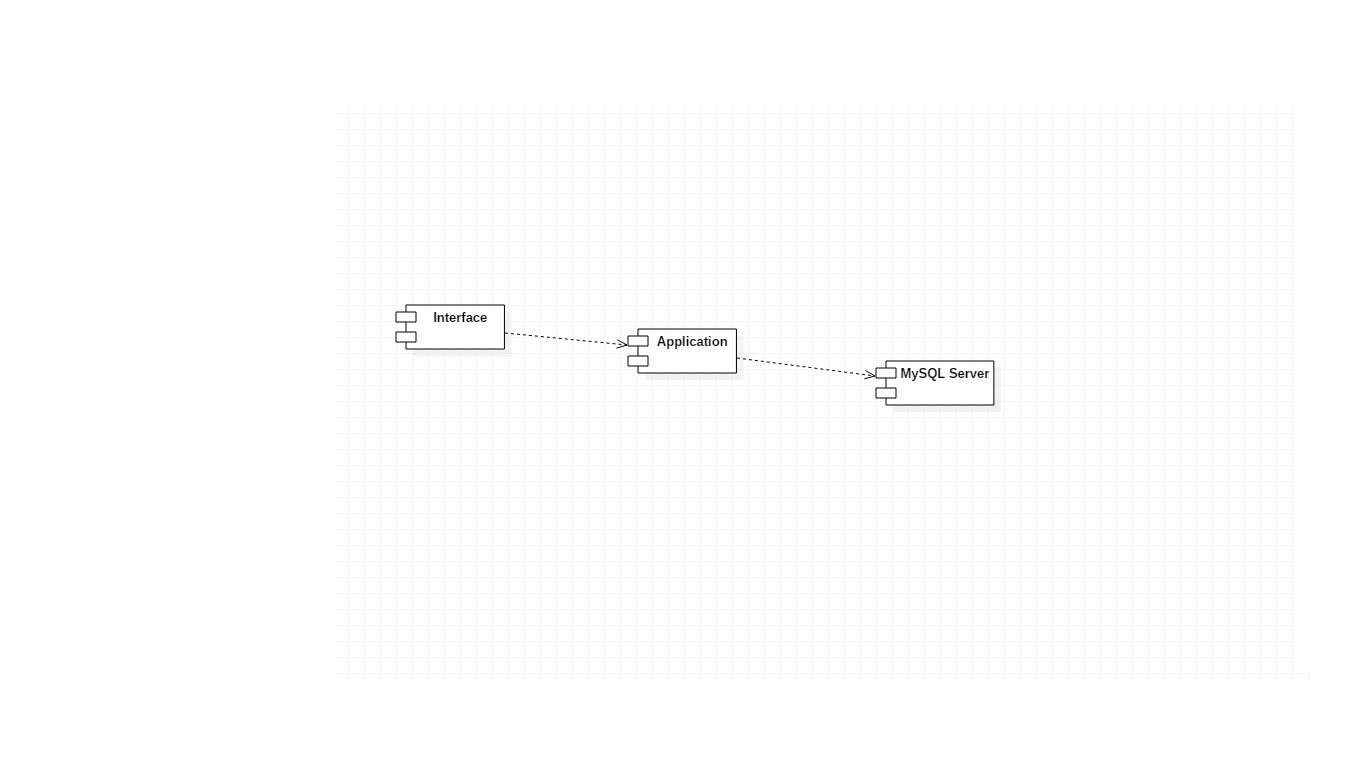 Interface
Application
MySQL Server